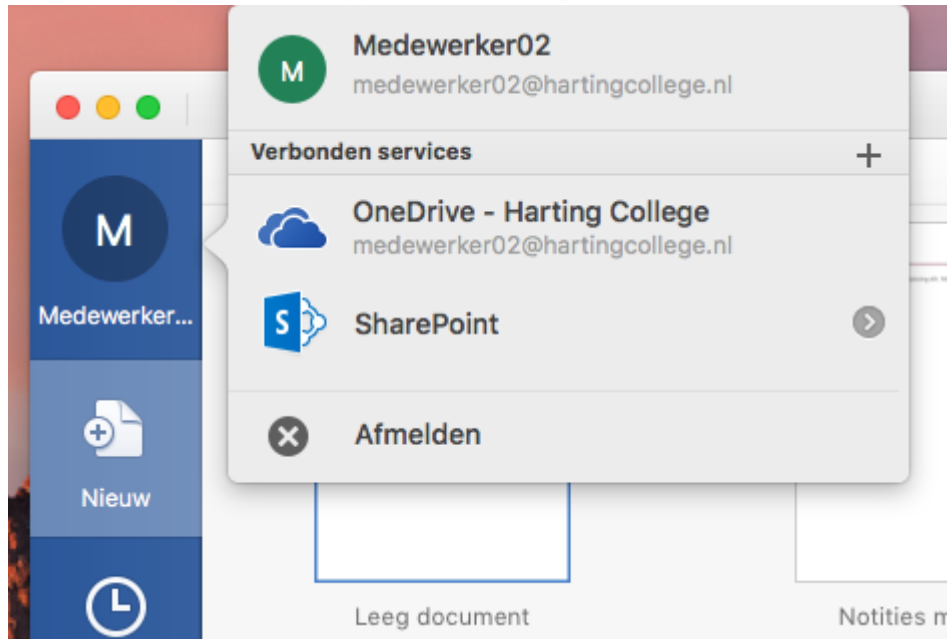 M
Medewerker02
medewerker02@hartingcollege.nl
Verbonden services
OneDrive - Harting College
medewerker02@hartingcollege.nl
S
SharePoint
Afmelden
M
Medewerker...
Nieuw
Leeg document
Notities m